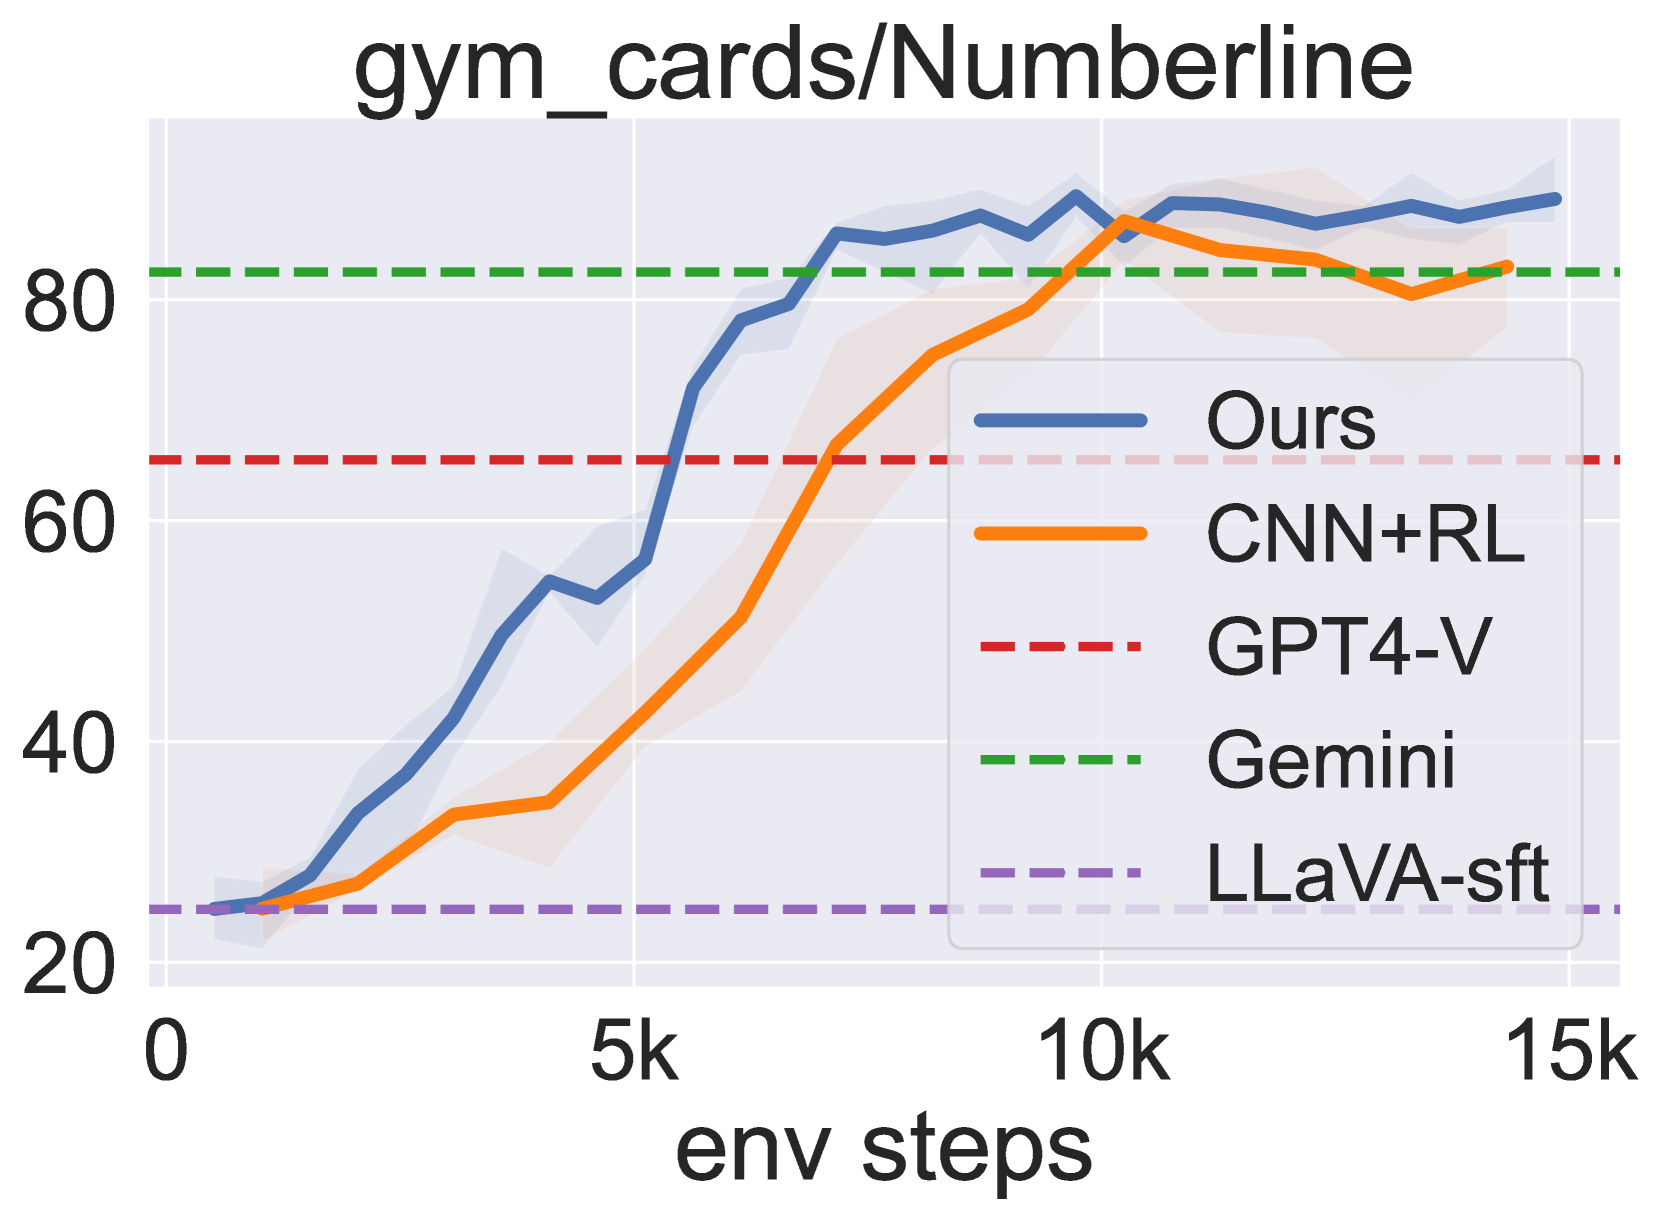 gym_cards/Numberline
80
60
40
20
Ours
CNN+RL
GPT4-V
Gemini
LLaVA-sft
0 5k 10k 15k
env steps